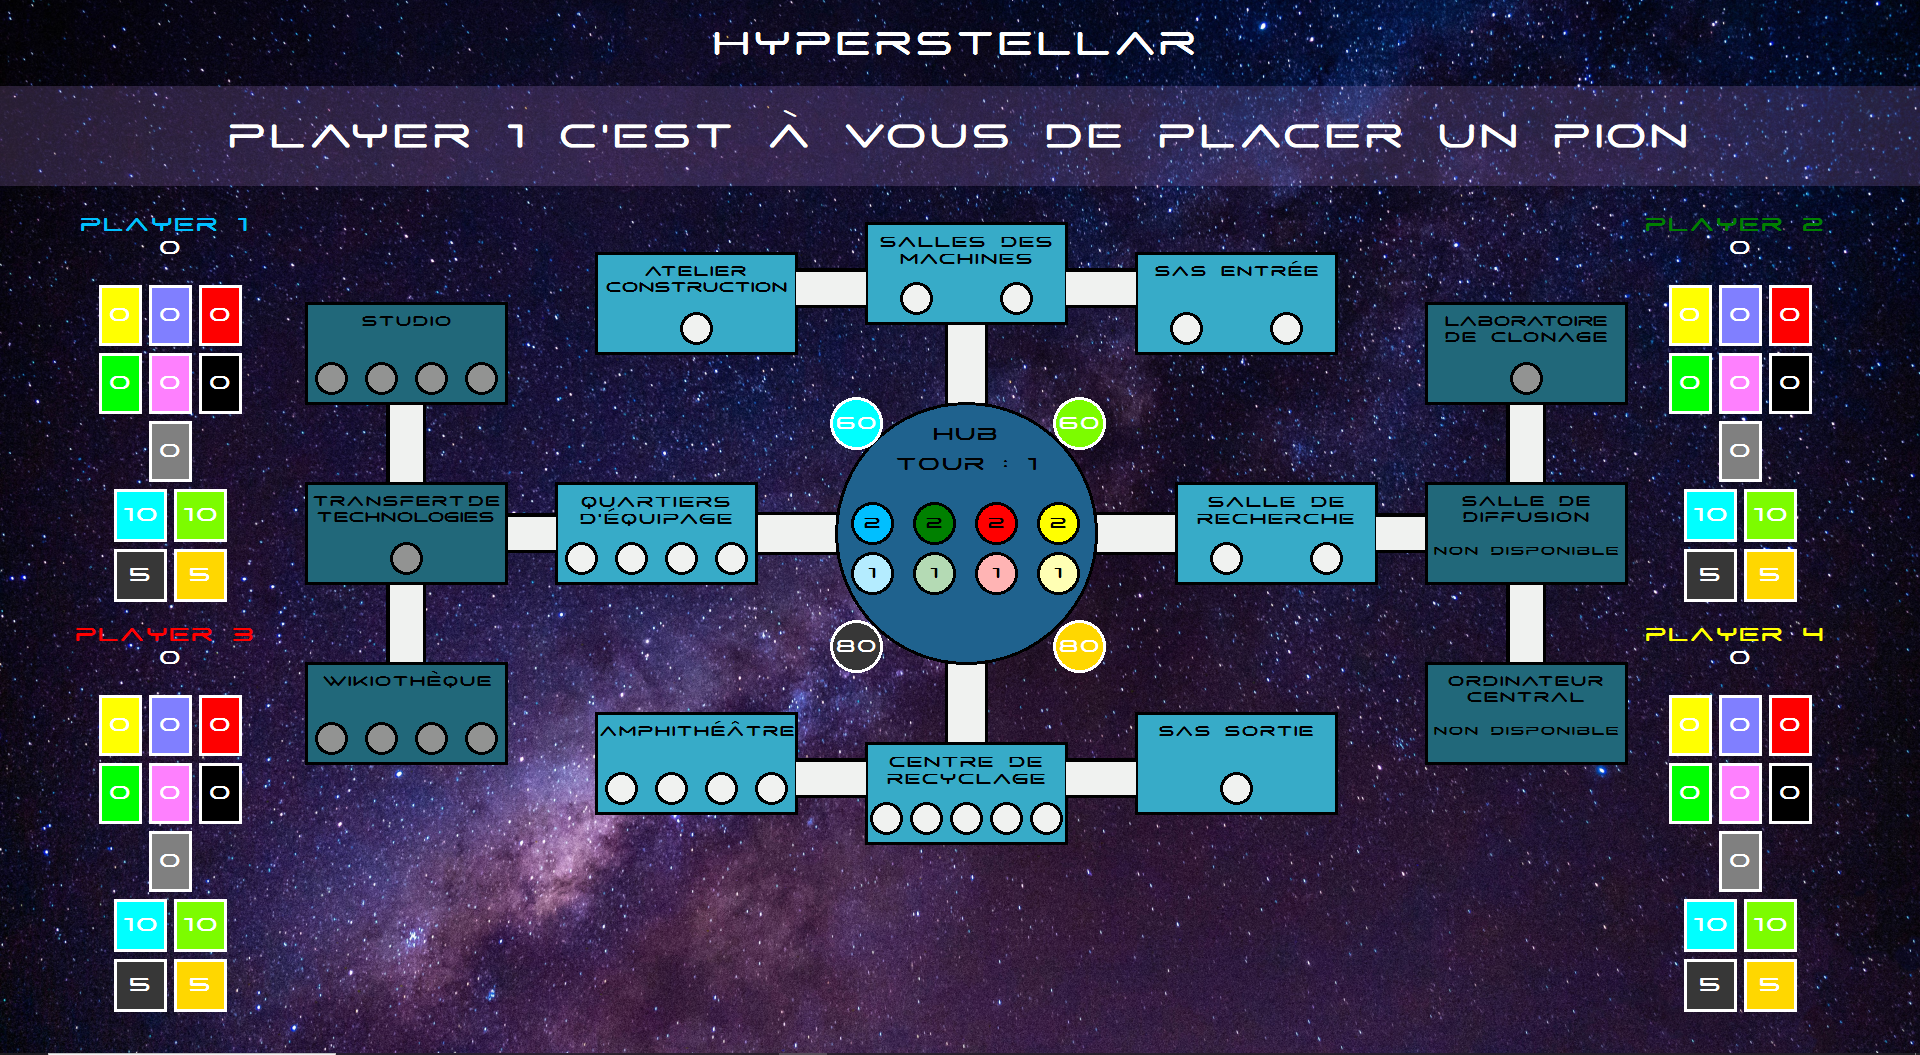 HYPERSTELLAR
PLAYER 1 C'EST À VOUS DE PLACER UN PION
PLAYER 1
0
0 0 0
0 0 0
0
10 10
5 5
PLAYER 3
0
0 0 0
0 0 0
0
10 10
5 5
STUDIO
TRANSFERT DE
TECHNOLOGIES
WIKIOTHÈQUE
ATELIER
CONSTRUCTION
SALLES DES
MACHINES
SAS ENTRÉE
QUARTIERS
D'ÉQUIPAGE
60 60
HUB
TOUR : 1
2 2 2 2
1 1 1 1
80 80
SALLE DE
RECHERCHE
AMPHITHÉÂTRE
CENTRE DE
RECYCLAGE
SAS SORTIE
LABORATOIRE
DE CLONAGE
SALLE DE
DIFFUSION
NON DISPONIBLE
ORDINATEUR
CENTRAL
NON DISPONIBLE
PLAYER 2
0
0 0 0
0 0 0
0
10 10
5 5
PLAYER 4
0
0 0 0
0 0 0
0
10 10
5 5